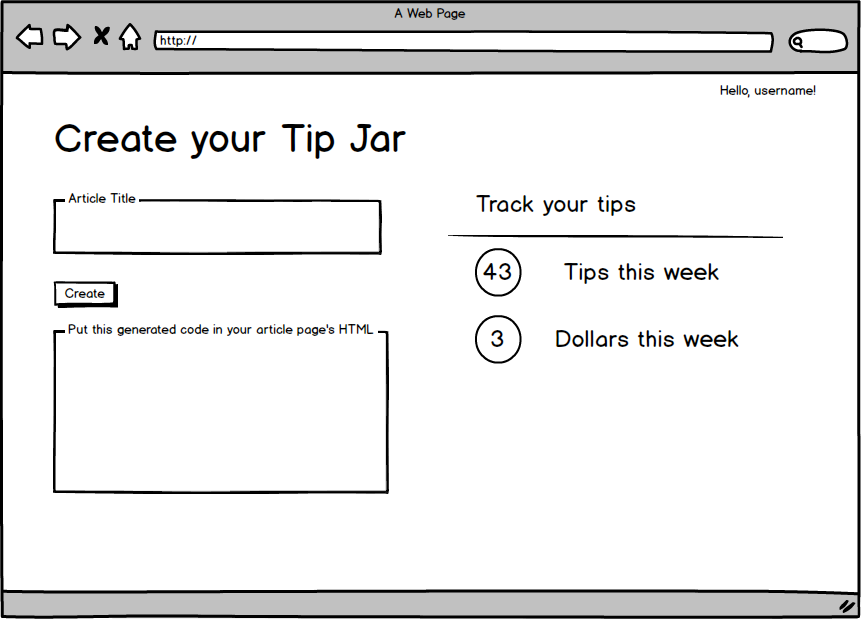 A Web Page
http://
Hello, username!
Create your Tip Jar
Article Title
Create
Put this generated code in your article page's HTML
Track your tips
43 Tips this week
3 Dollars this week